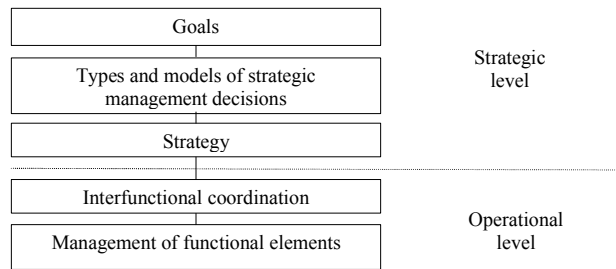 Goals
Types and models of strategic
management decisions
Strategy
Strategic
level
Interfunctional coordination
Management of functional elements
Operational
level